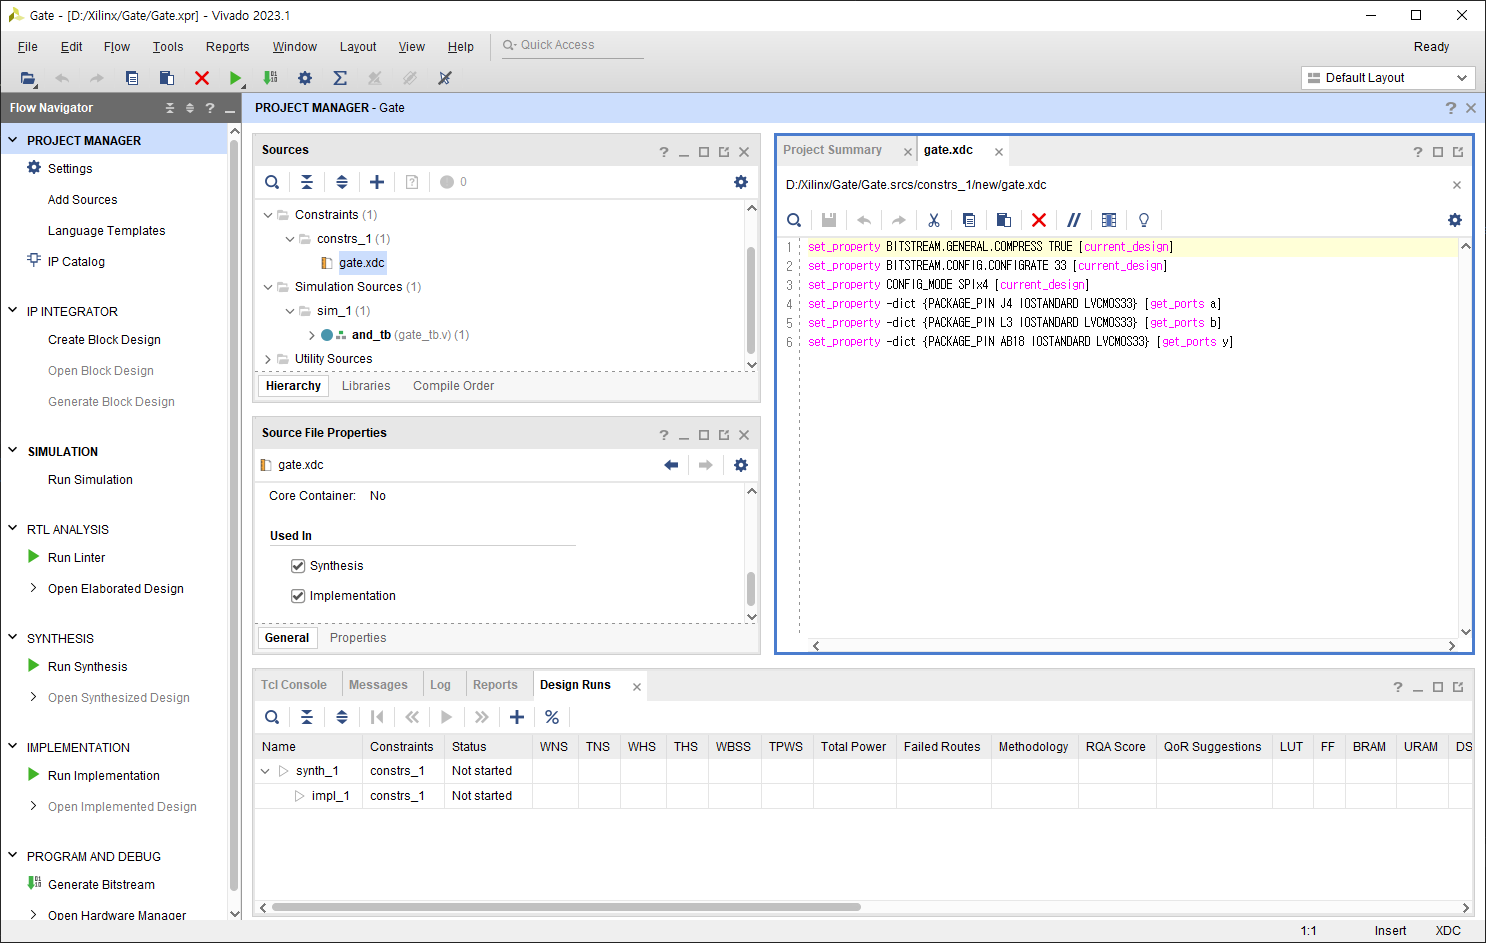 Gate - [D:/Xilinx/Gate/Gate.xpr] - Vivado 2023.1
File Edit Flow Tools Reports Window Layout View Help Quick Access Ready
Default Layout
Flow Navigator
PROJECT MANAGER
Settings
Add Sources
Language Templates
IP Catalog
IP INTEGRATOR
Create Block Design
Open Block Design
Generate Block Design
SIMULATION
Run Simulation
RTL ANALYSIS
Run Linter
Open Elaborated Design
SYNTHESIS
Run Synthesis
Open Synthesized Design
IMPLEMENTATION
Run Implementation
Open Implemented Design
PROGRAM AND DEBUG
Generate Bitstream
Open Hardware Manager
PROJECT MANAGER - Gate
Sources
0
Constraints (1)
constrs_1 (1)
gate.xdc
Simulation Sources (1)
sim_1 (1)
and_tb (gate_tb.v) (1)
Utility Sources
Hierarchy Libraries Compile Order
Source File Properties
gate.xdc
Core Container: No
Used In
Synthesis
Implementation
General Properties
Project Summary gate.xdc
D:/Xilinx/Gate/Gate.srcs/constrs_1/new/gate.xdc
1 set_property BITSTREAM.GENERAL.COMPRESS TRUE [current_design]
2 set_property BITSTREAM.CONFIG.CONFIGRATE 33 [current_design]
3 set_property CONFIG_MODE SPIx4 [current_design]
4 set_property -dict {PACKAGE_PIN J4 IOSTANDARD LVCMOS33} [get_ports a]
5 set_property -dict {PACKAGE_PIN L3 IOSTANDARD LVCMOS33} [get_ports b]
6 set_property -dict {PACKAGE_PIN AB18 IOSTANDARD LVCMOS33} [get_ports y]
Tcl Console Messages Log Reports Design Runs
Name Constraints Status WNS TNS WHS THS WBSS TPWS Total Power Failed Routes Methodology RQA Score QoR Suggestions LUT FF BRAM URAM DS
synth_1 constrs_1 Not started
impl_1 constrs_1 Not started
1:1 Insert XDC